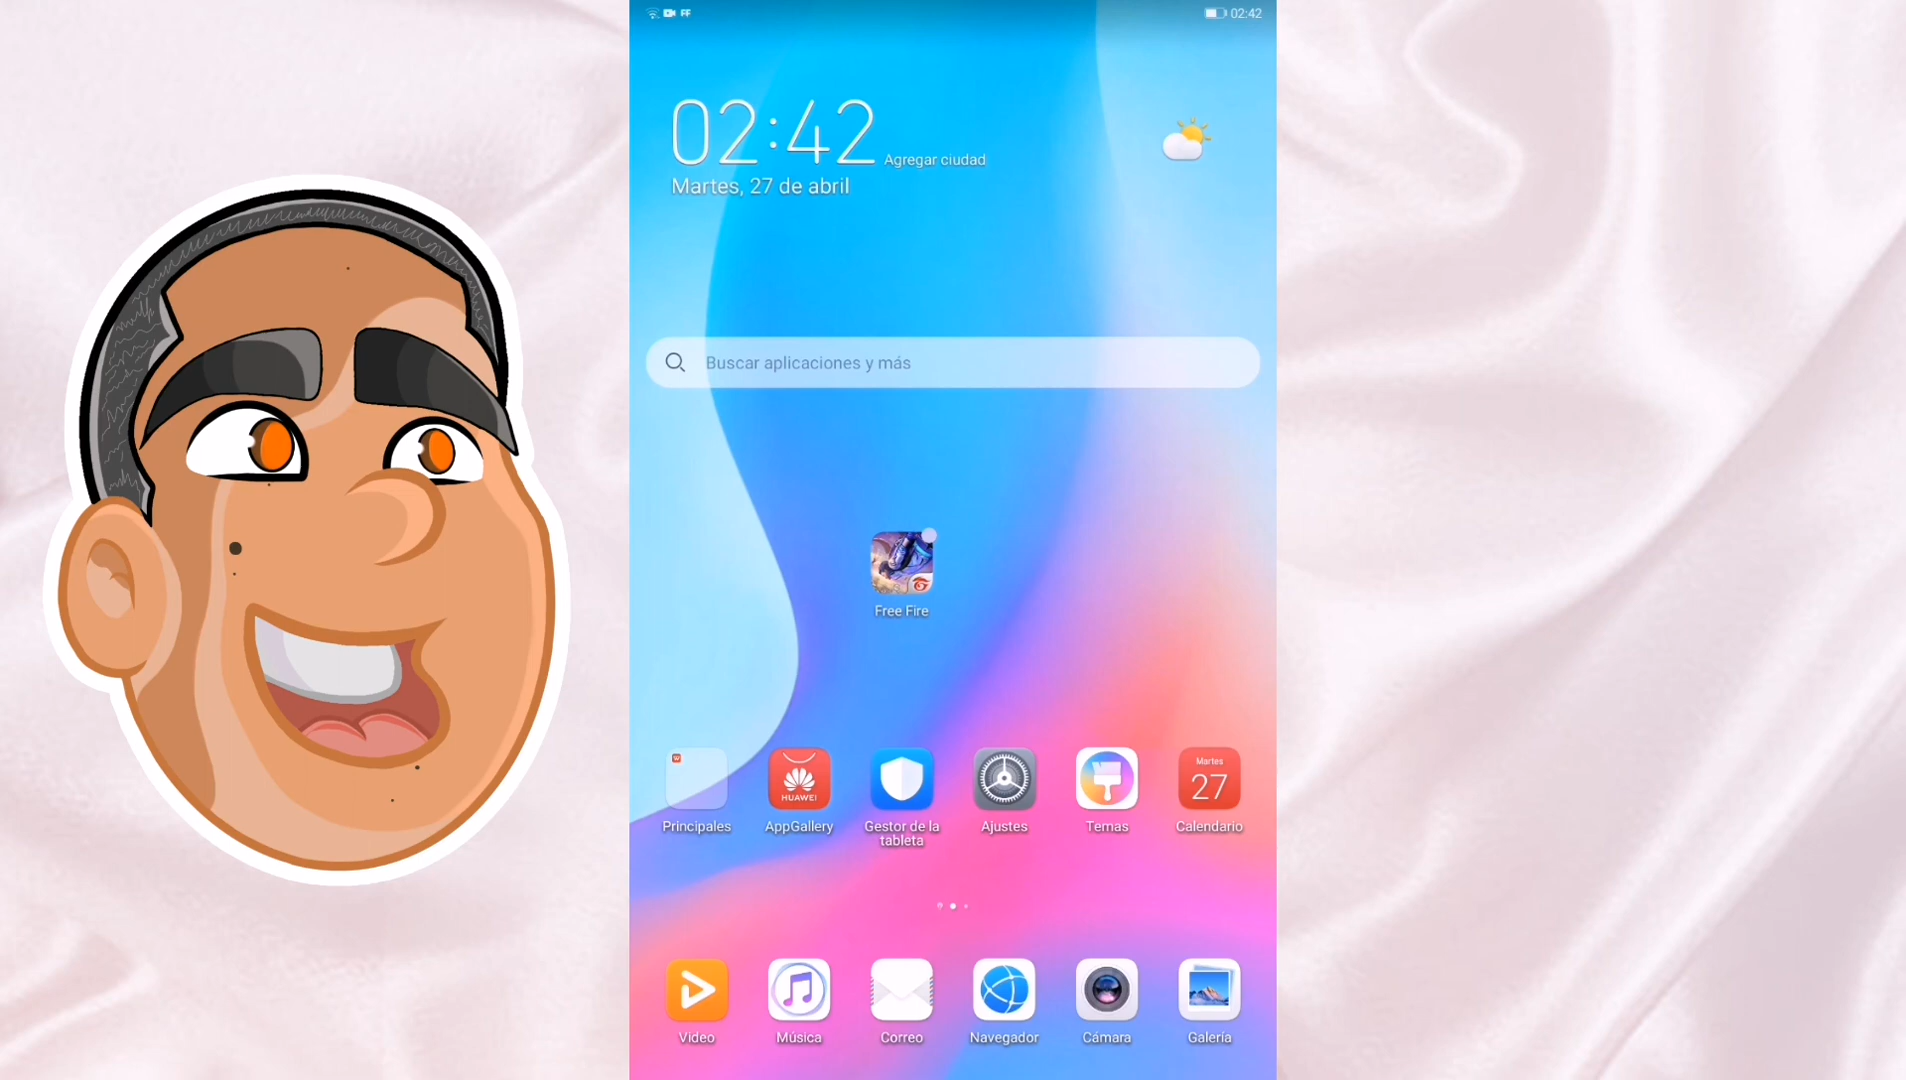 FF
02:42
02:42
Agregar ciudad
Martes, 27 de abril
Buscar aplicaciones y más
Free Fire
W
HUAWEI
Martes
27
Principales
AppGallery
Gestor de la
tableta
Ajustes
Temas
Calendario
Video
Música
Correo
Navegador
Cámara
Galería